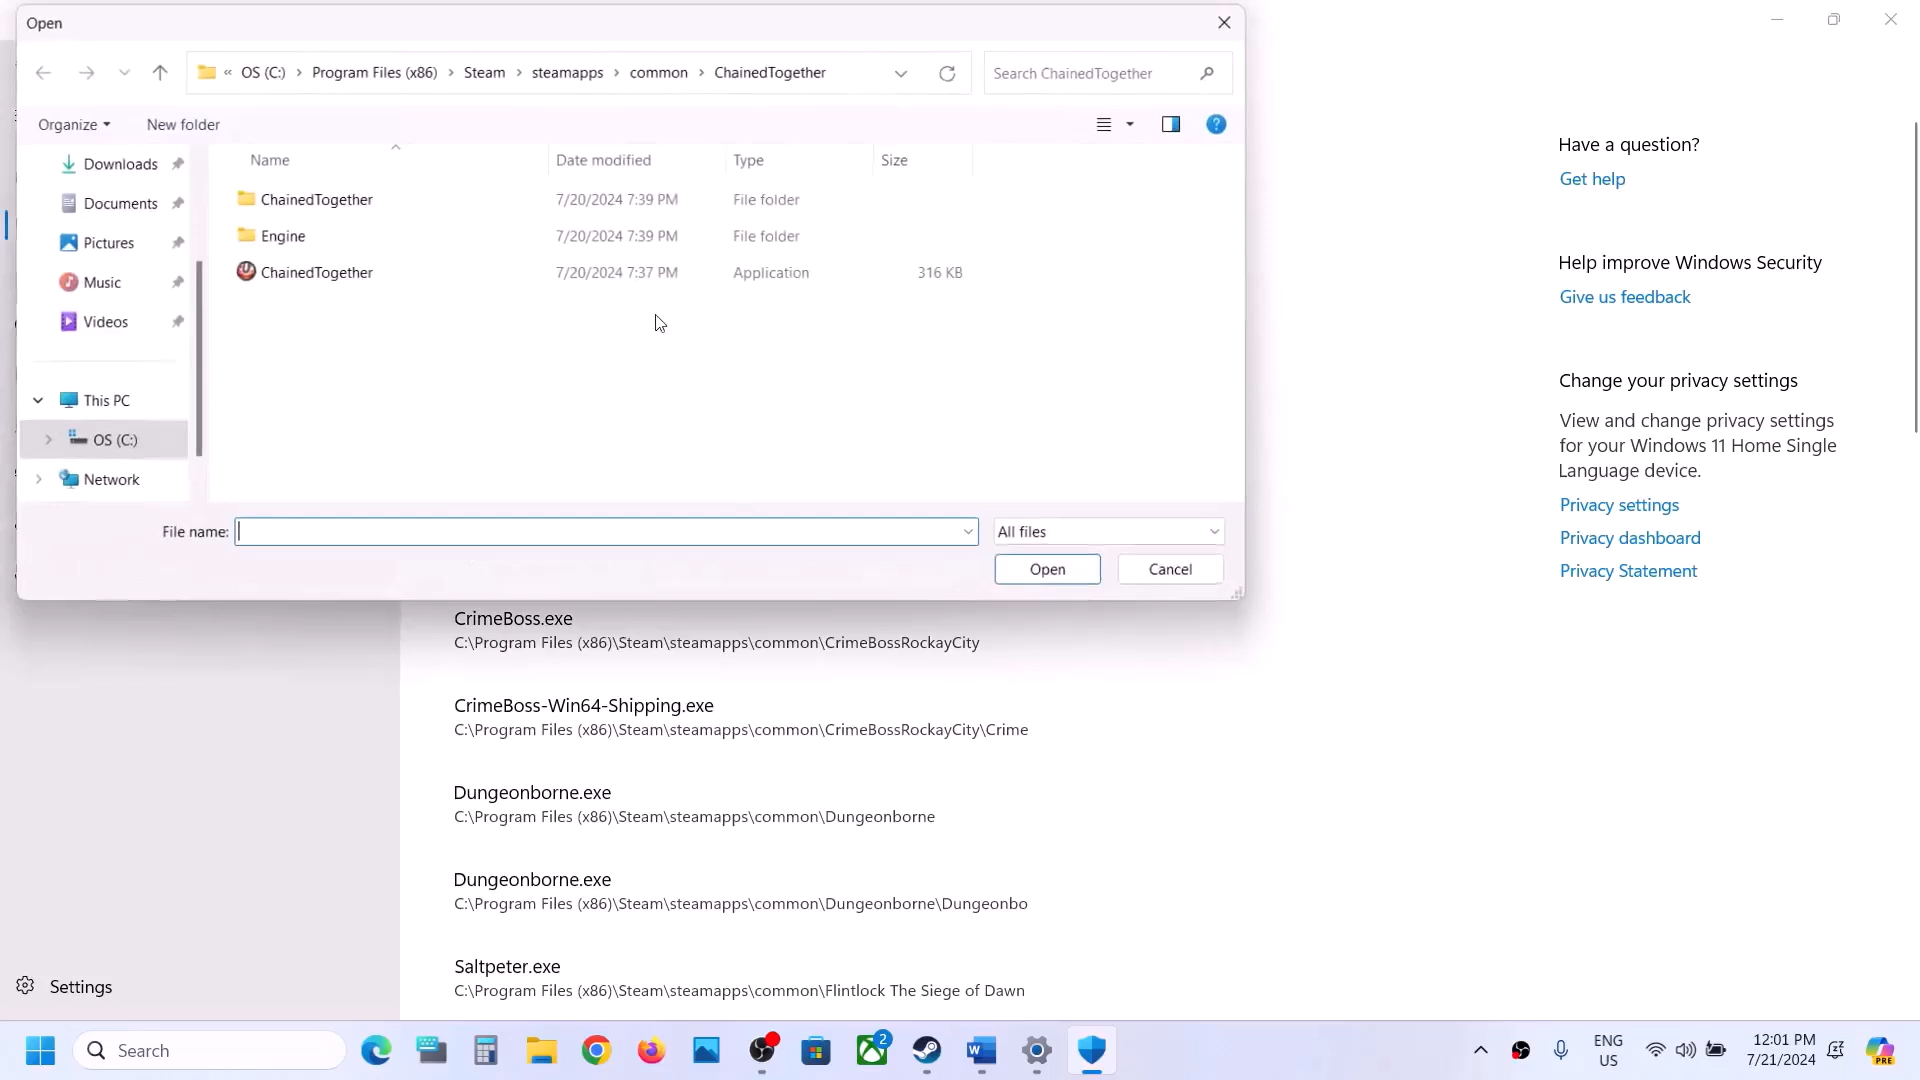 Open
« OS (C:) › Program Files (x86) › Steam › steamapps › common › ChainedTogether
Search ChainedTogether
Organize
New folder
Downloads
Documents
Pictures
Music
Videos
This PC
OS (C:)
Network
Name Date modified Type Size
ChainedTogether 7/20/2024 7:39 PM File folder
Engine 7/20/2024 7:39 PM File folder
ChainedTogether 7/20/2024 7:37 PM Application 316 KB
File name:
All files
Open
Cancel
CrimeBoss.exe
C:\Program Files (x86)\Steam\steamapps\common\CrimeBossRockayCity
CrimeBoss-Win64-Shipping.exe
C:\Program Files (x86)\Steam\steamapps\common\CrimeBossRockayCity\Crime
Dungeonborne.exe
C:\Program Files (x86)\Steam\steamapps\common\Dungeonborne
Dungeonborne.exe
C:\Program Files (x86)\Steam\steamapps\common\Dungeonborne\Dungeonbo
Saltpeter.exe
C:\Program Files (x86)\Steam\steamapps\common\Flintlock The Siege of Dawn
Settings
Have a question?
Get help
Help improve Windows Security
Give us feedback
Change your privacy settings
View and change privacy settings
for your Windows 11 Home Single
Language device.
Privacy settings
Privacy dashboard
Privacy Statement
Search
2
ENG
US
12:01 PM
7/21/2024
PRE